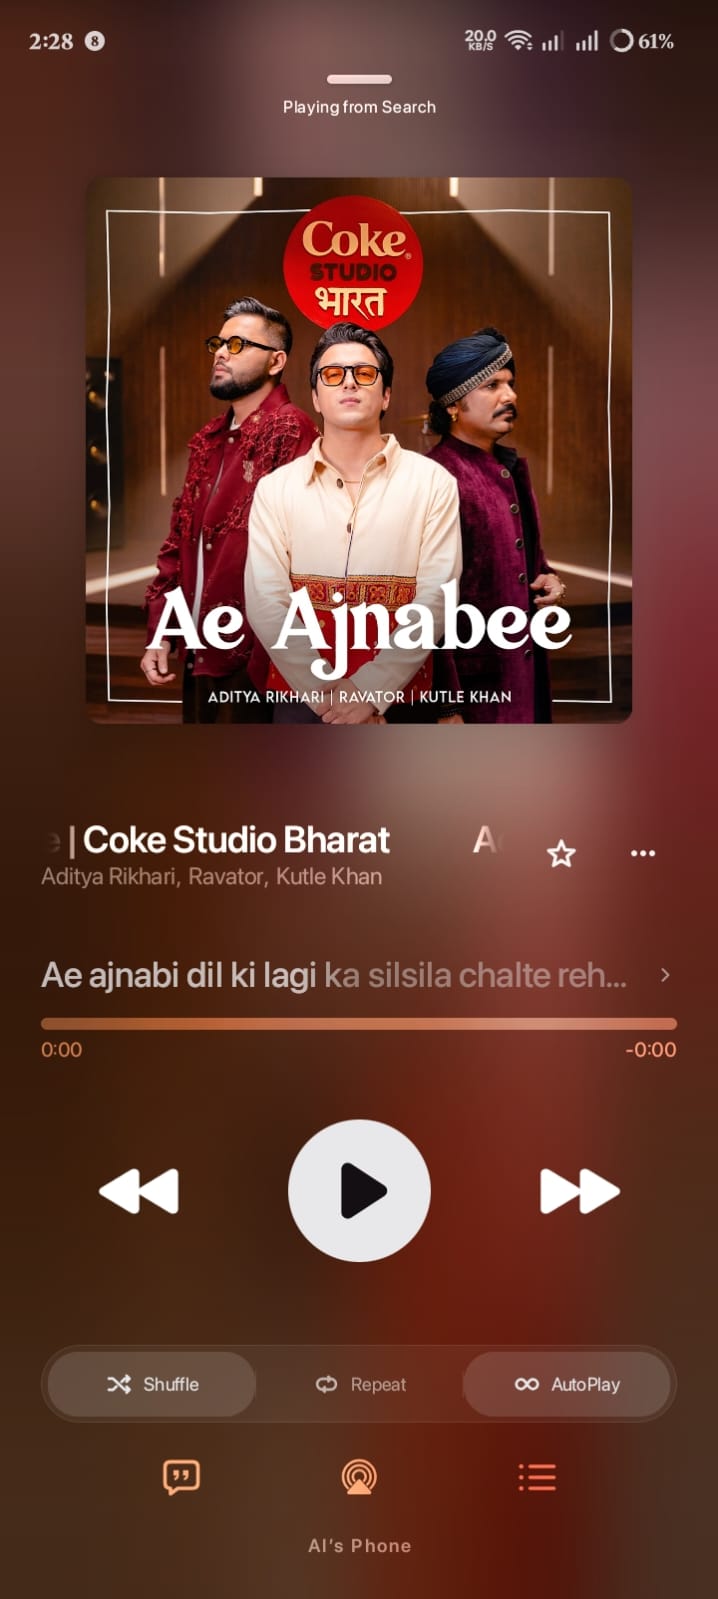 2:28 8 20.0 KB/S 61%
Playing from Search
Coke
STUDIO
भारत
Ae Ajnabee
ADITYA RIKHARI | RAVATOR | KUTLE KHAN
e | Coke Studio Bharat A
Aditya Rikhari, Ravator, Kutle Khan
Ae ajnabi dil ki lagi ka silsila chalte reh...
0:00 -0:00
Shuffle Repeat AutoPlay
AI's Phone